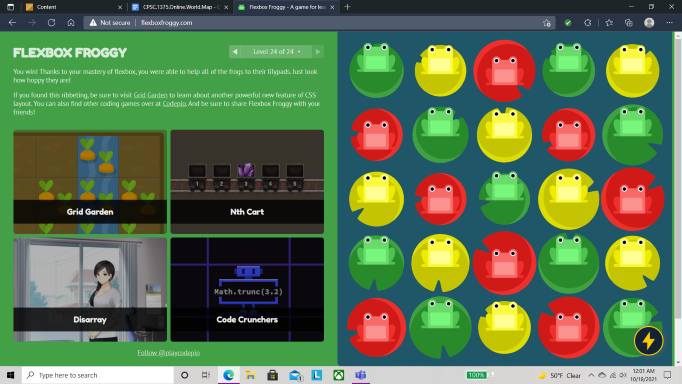 Content
CPSC.1375.Online.World.Map - C
Flexbox Froggy - A game for lea
Not secure | flexboxfroggy.com
FLEXBOX FROGGY
Level 24 of 24
You win! Thanks to your mastery of flexbox, you were able to help all of the frogs to their lilypads. Just look
how hoppy they are!
If you found this ribbeting, be sure to visit Grid Garden to learn about another powerful new feature of CSS
layout. You can also find other coding games over at Codepip. And be sure to share Flexbox Froggy with your
friends!
1 2 3 4 5
Grid Garden
Nth Cart
Math.trunc(3.2)
Disarray
Code Crunchers
Follow @playcodepip
Type here to search
100%
50°F Clear
12:01 AM
10/18/2021